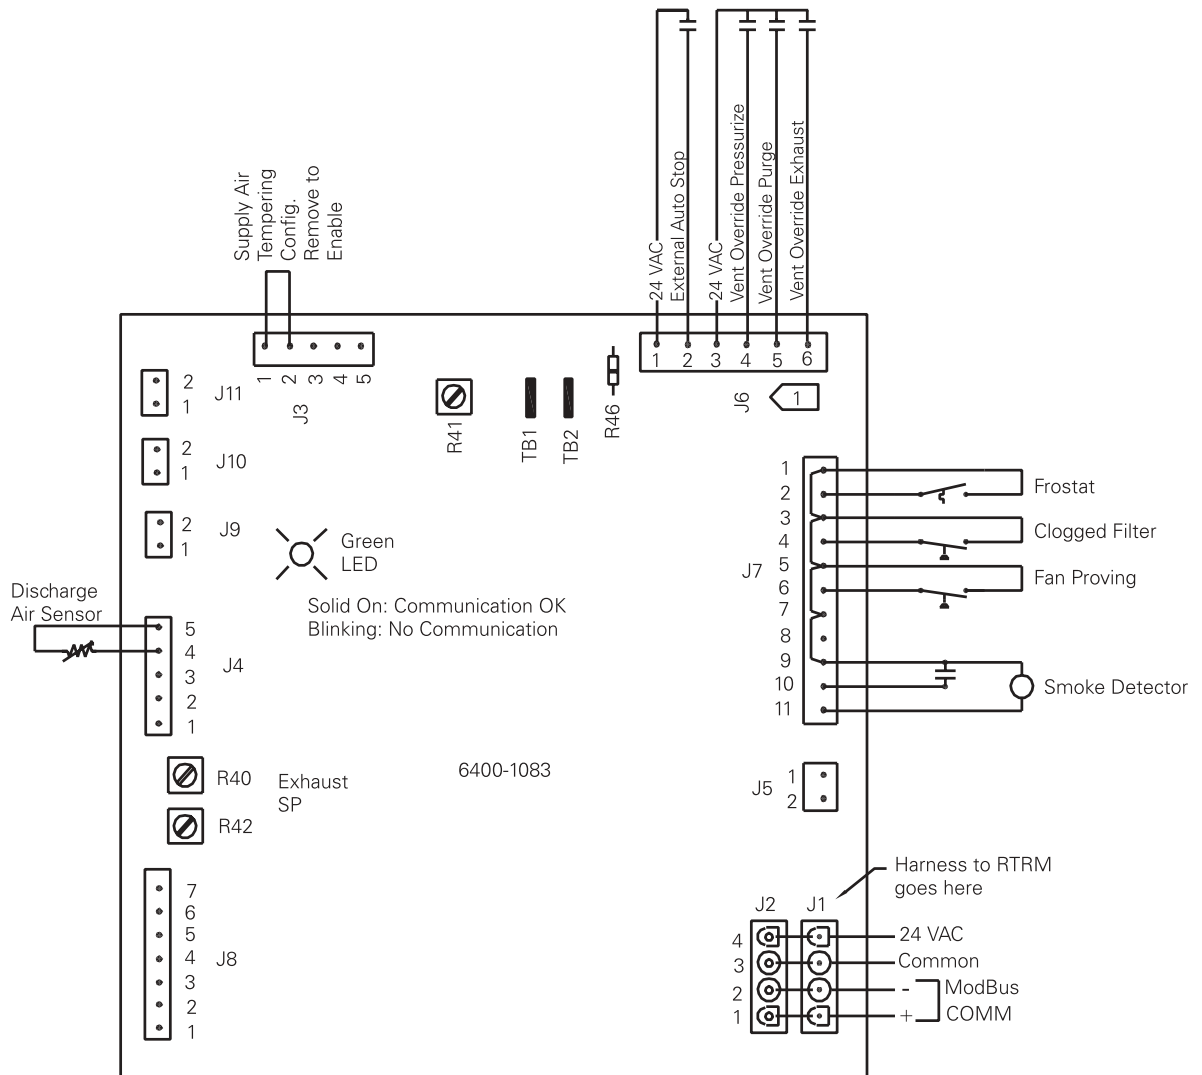 24 VAC
External Auto Stop
24 VAC
Vent Override Pressurize
Vent Override Purge
Vent Override Exhaust
Supply Air
Tempering
Config.
Remove to
Enable
1 2 3 4 5
J3
1 2 3 4 5 6
J6
1
R41
TB1
TB2
R46
2
1
J11
2
1
J10
2
1
J9
Green
LED
Solid On: Communication OK
Blinking: No Communication
Discharge
Air Sensor
5
4
3
2
1
J4
R40
R42
Exhaust
SP
6400-1083
7
6
5
4
3
2
1
J8
1
2
3
4
5
6
7
8
9
10
11
J7
Frostat
Clogged Filter
Fan Proving
Smoke Detector
J5
1
2
Harness to RTRM
goes here
J2
J1
4
3
2
1
24 VAC
Common
- ModBus
+ COMM